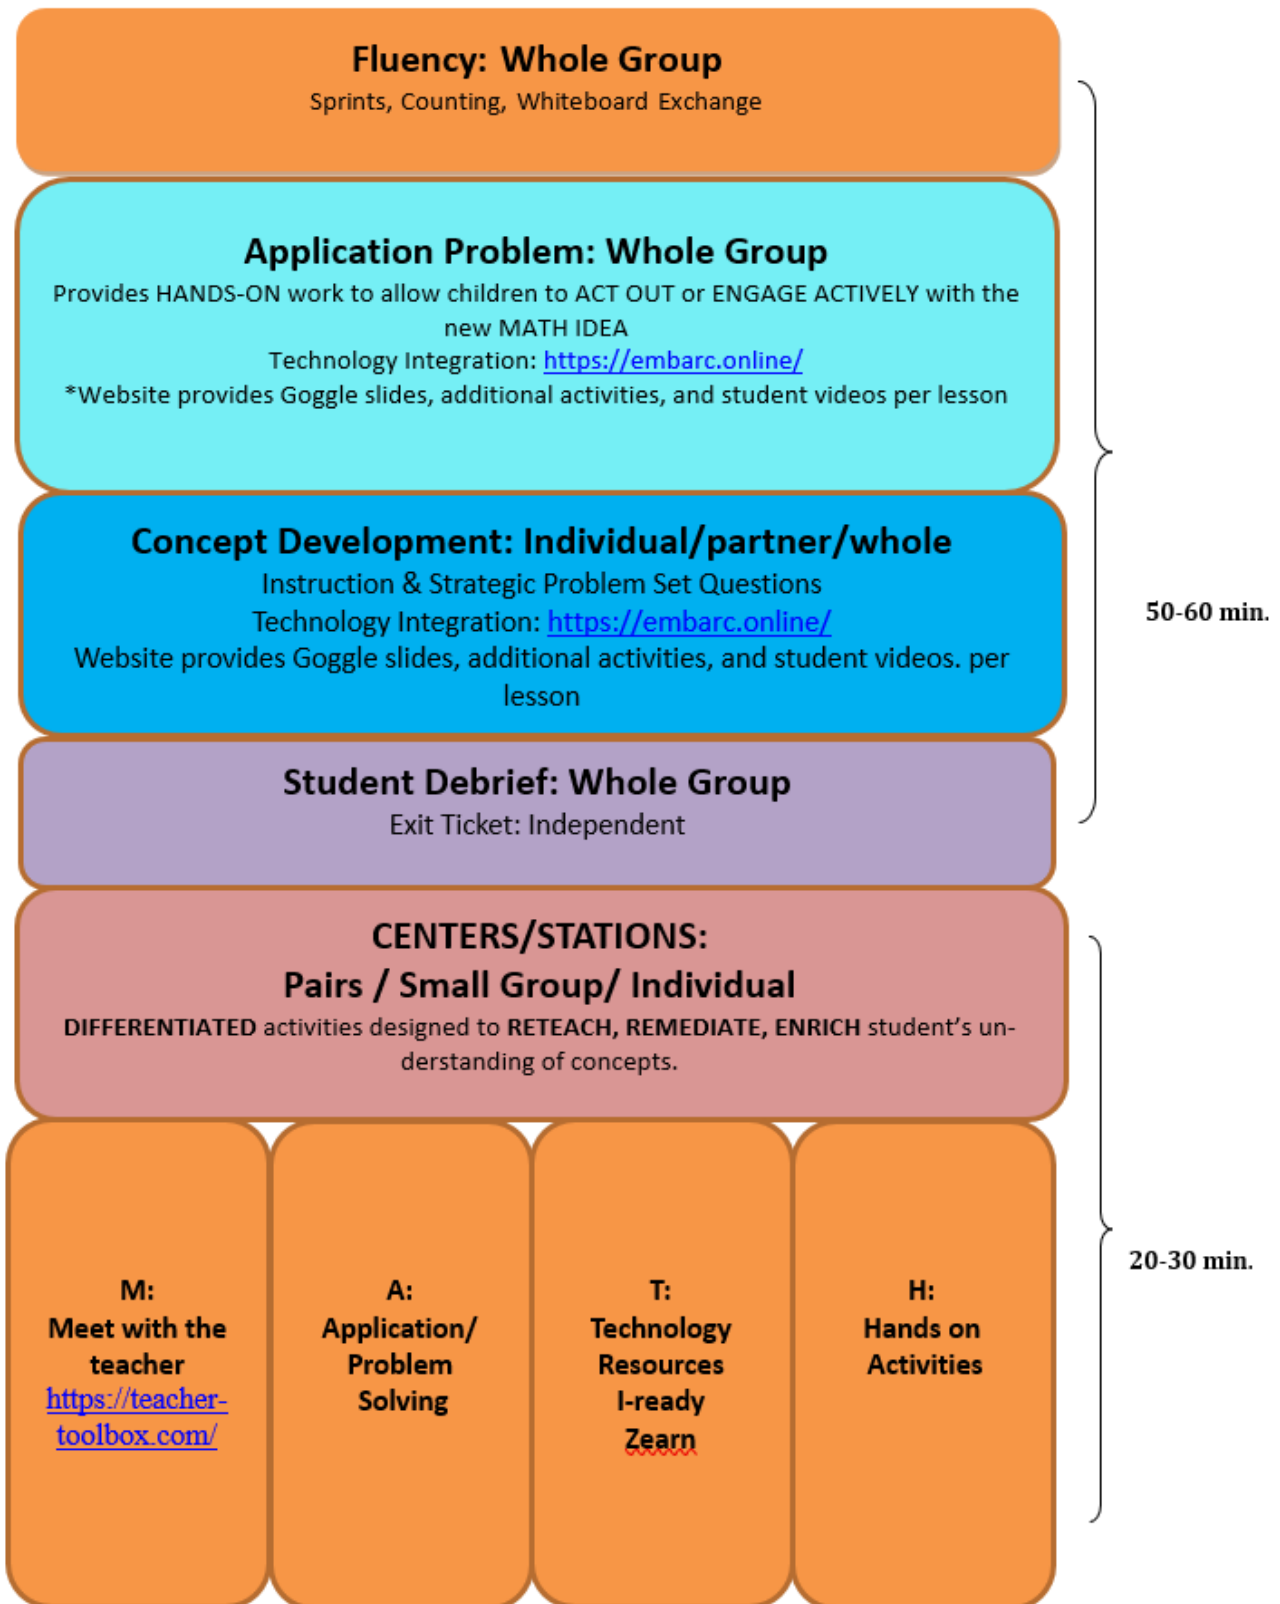 Fluency: Whole Group
Sprints, Counting, Whiteboard Exchange
Application Problem: Whole Group
Provides HANDS-ON work to allow children to ACT OUT or ENGAGE ACTIVELY with the
new MATH IDEA
Technology Integration: https://embarc.online/
*Website provides Goggle slides, additional activities, and student videos per lesson
Concept Development: Individual/partner/whole
Instruction & Strategic Problem Set Questions
Technology Integration: https://embarc.online/
Website provides Goggle slides, additional activities, and student videos. per
lesson
Student Debrief: Whole Group
Exit Ticket: Independent
50-60 min.
CENTERS/STATIONS:
Pairs / Small Group/ Individual
DIFFERENTIATED activities designed to RETEACH, REMEDIATE, ENRICH student’s un-
derstanding of concepts.
M:
Meet with the
teacher
https://teacher-
toolbox.com/
A:
Application/
Problem
Solving
T:
Technology
Resources
I-ready
Zearn
H:
Hands on
Activities
20-30 min.